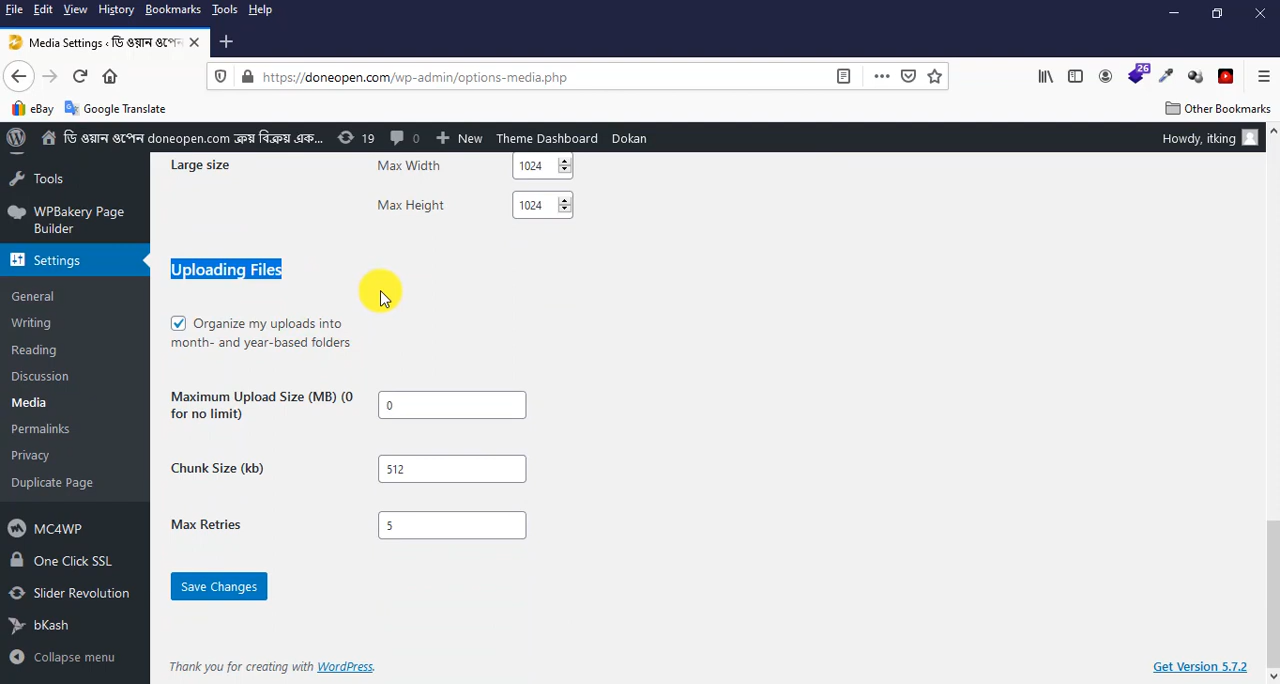 File Edit View History Bookmarks Tools Help
Media Settings ‹ ডি ওয়ান ওপেন
https://doneopen.com/wp-admin/options-media.php
26
eBay Google Translate Other Bookmarks
ডি ওয়ান ওপেন doneopen.com ক্রয় বিক্রয় এক... 19 0 New Theme Dashboard Dokan Howdy, itking
Tools
WPBakery Page
Builder
Settings
General
Writing
Reading
Discussion
Media
Permalinks
Privacy
Duplicate Page
MC4WP
One Click SSL
Slider Revolution
bKash
Collapse menu
Large size Max Width 1024
Max Height 1024
Uploading Files
Organize my uploads into
month- and year-based folders
Maximum Upload Size (MB) (0
for no limit) 0
Chunk Size (kb) 512
Max Retries 5
Save Changes
Thank you for creating with WordPress. Get Version 5.7.2